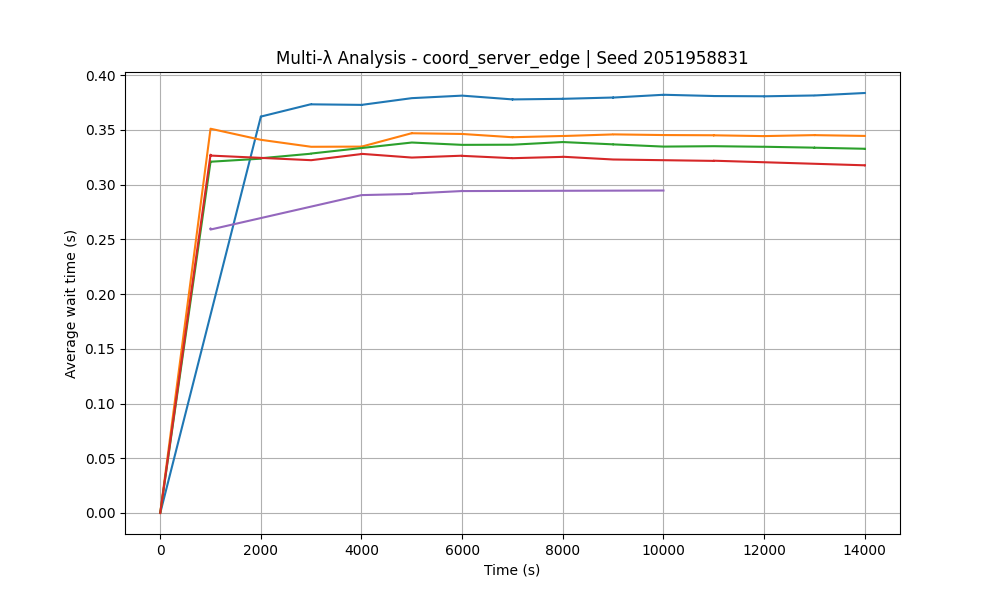 Multi-λ Analysis - coord_server_edge | Seed 2051958831
Average wait time (s)
0.40
0.35
0.30
0.25
0.20
0.15
0.10
0.05
0.00
0 2000 4000 6000 8000 10000 12000 14000
Time (s)